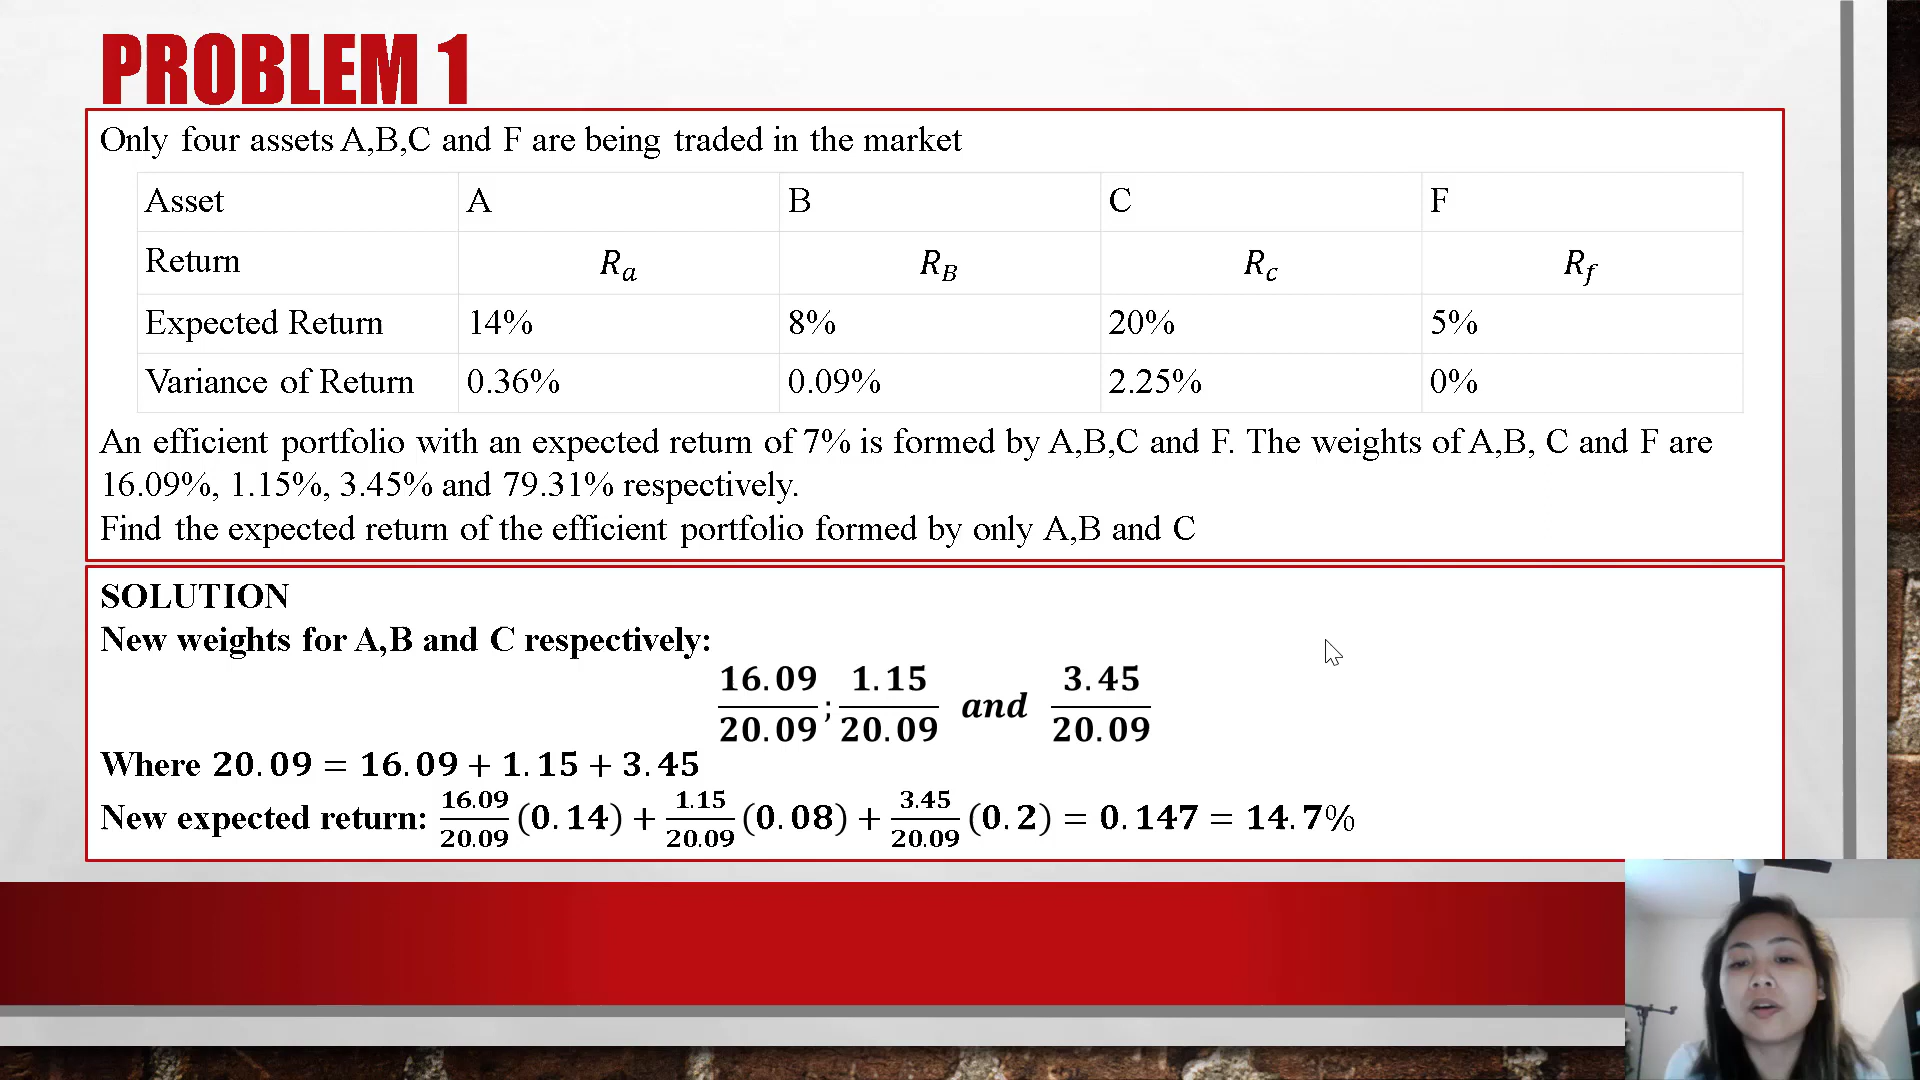 PROBLEM 1
Only four assets A,B,C and F are being traded in the market
Asset A B C F
Return R_a R_B R_c R_f
Expected Return 14% 8% 20% 5%
Variance of Return 0.36% 0.09% 2.25% 0%
An efficient portfolio with an expected return of 7% is formed by A,B,C and F. The weights of A,B, C and F are
16.09%, 1.15%, 3.45% and 79.31% respectively.
Find the expected return of the efficient portfolio formed by only A,B and C
SOLUTION
New weights for A,B and C respectively:
16.09/20.09 ; 1.15/20.09 and 3.45/20.09
Where 20.09 = 16.09 + 1.15 + 3.45
New expected return: 16.09/20.09 (0.14) + 1.15/20.09 (0.08) + 3.45/20.09 (0.2) = 0.147 = 14.7%